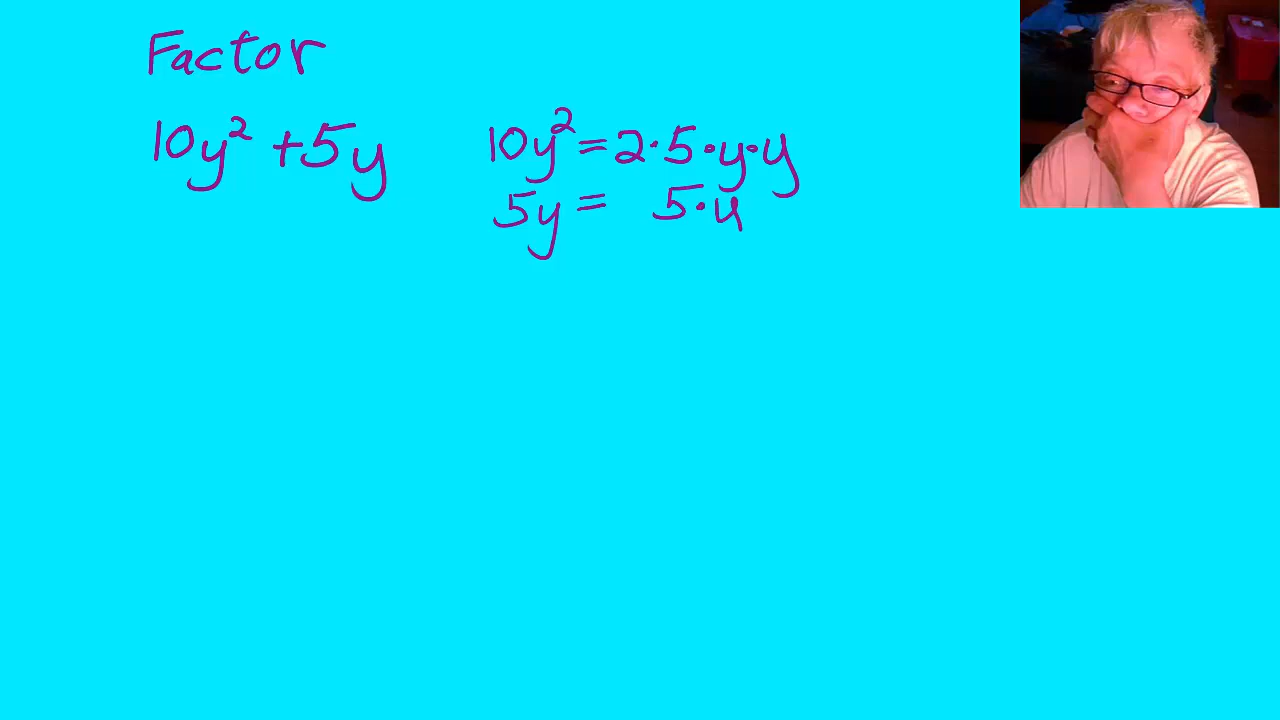 Factor
10y² + 5y
10y² = 2·5·y·y
5y = 5·y